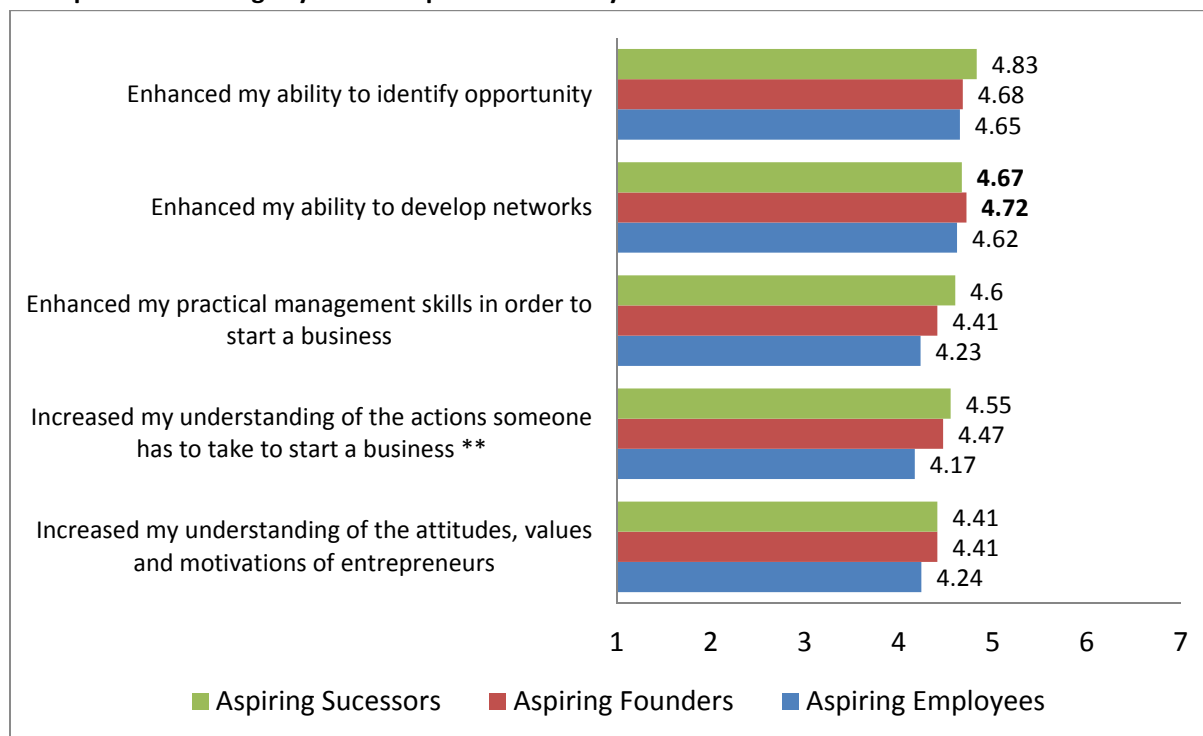 Enhanced my ability to identify opportunity
4.83
4.68
4.65
Enhanced my ability to develop networks
4.67
4.72
4.62
Enhanced my practical management skills in order to
start a business
4.6
4.41
4.23
Increased my understanding of the actions someone
has to take to start a business **
4.55
4.47
4.17
Increased my understanding of the attitudes, values
and motivations of entrepreneurs
4.41
4.41
4.24
1 2 3 4 5 6 7
Aspiring Sucessors Aspiring Founders Aspiring Employees